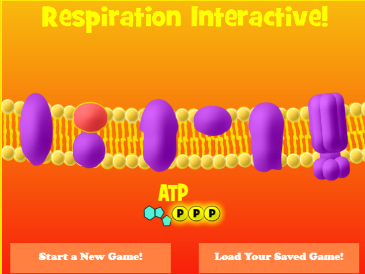 Respiration Interactive!
ATP
P P P
Start a New Game!
Load Your Saved Game!